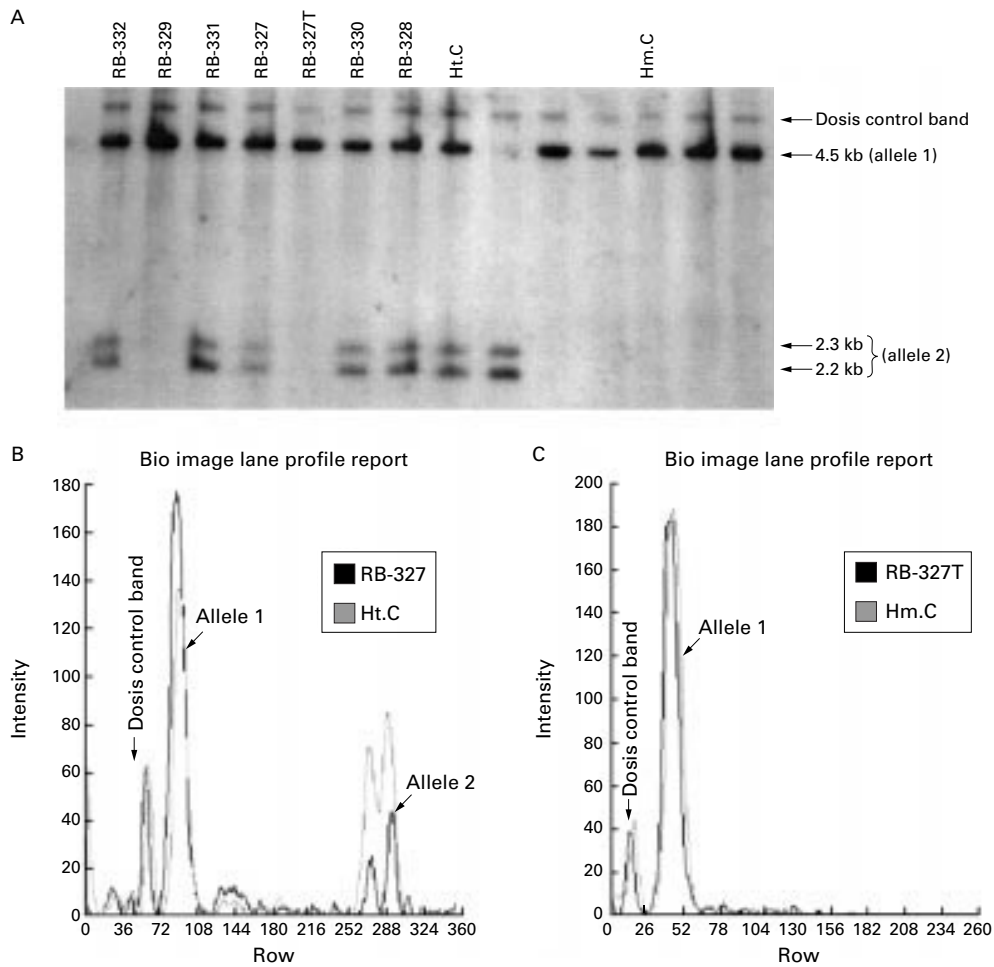 A
RB-332
RB-329
RB-331
RB-327
RB-327T
RB-330
RB-328
Ht.C
Hm.C
Dosis control band
4.5 kb (allele 1)
2.3 kb
2.2 kb
(allele 2)
B
Bio image lane profile report
180
160
140
120
100
80
60
40
20
0
Intensity
Dosis control band
Allele 1
Allele 2
RB-327
Ht.C
0 36 72 108 144 180 216 252 288 324 360
Row
C
Bio image lane profile report
200
180
160
140
120
100
80
60
40
20
0
Intensity
Dosis control band
Allele 1
RB-327T
Hm.C
0 26 52 78 104 130 156 182 208 234 260
Row